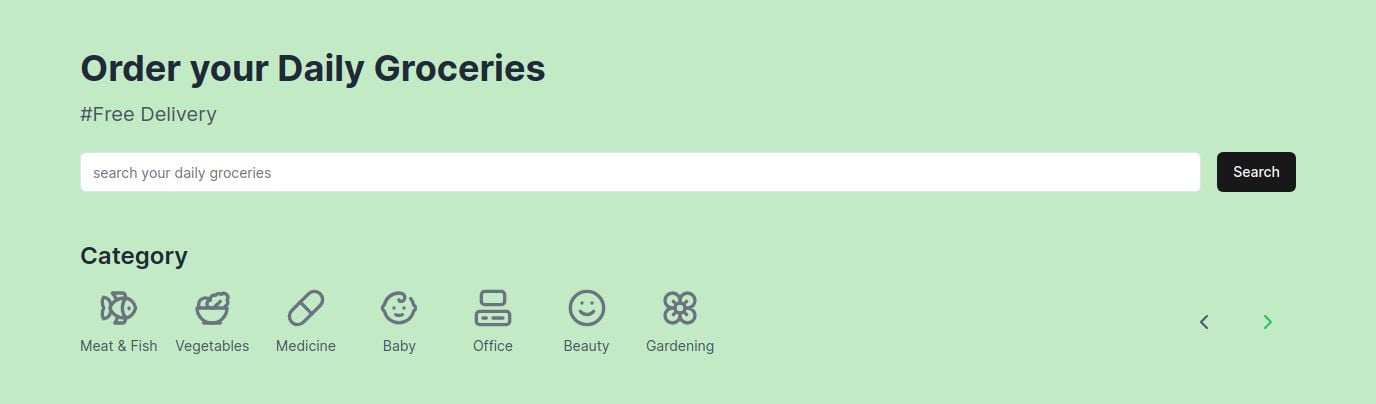 Order your Daily Groceries
#Free Delivery
search your daily groceries
Search
Category
Meat & Fish
Vegetables
Medicine
Baby
Office
Beauty
Gardening